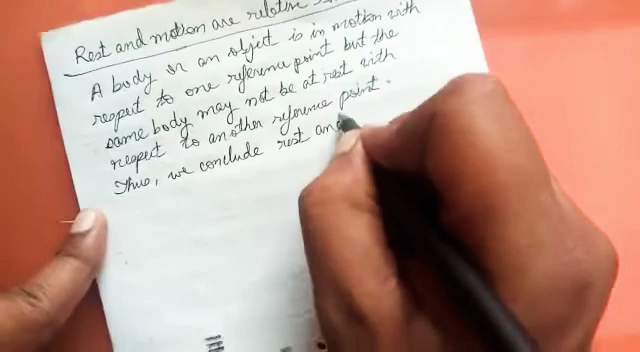 Rest and motion are relative
A body or an object is in motion with
respect to one reference point but the
same body may not be at rest with
respect to another reference point.
Thus, we conclude rest and